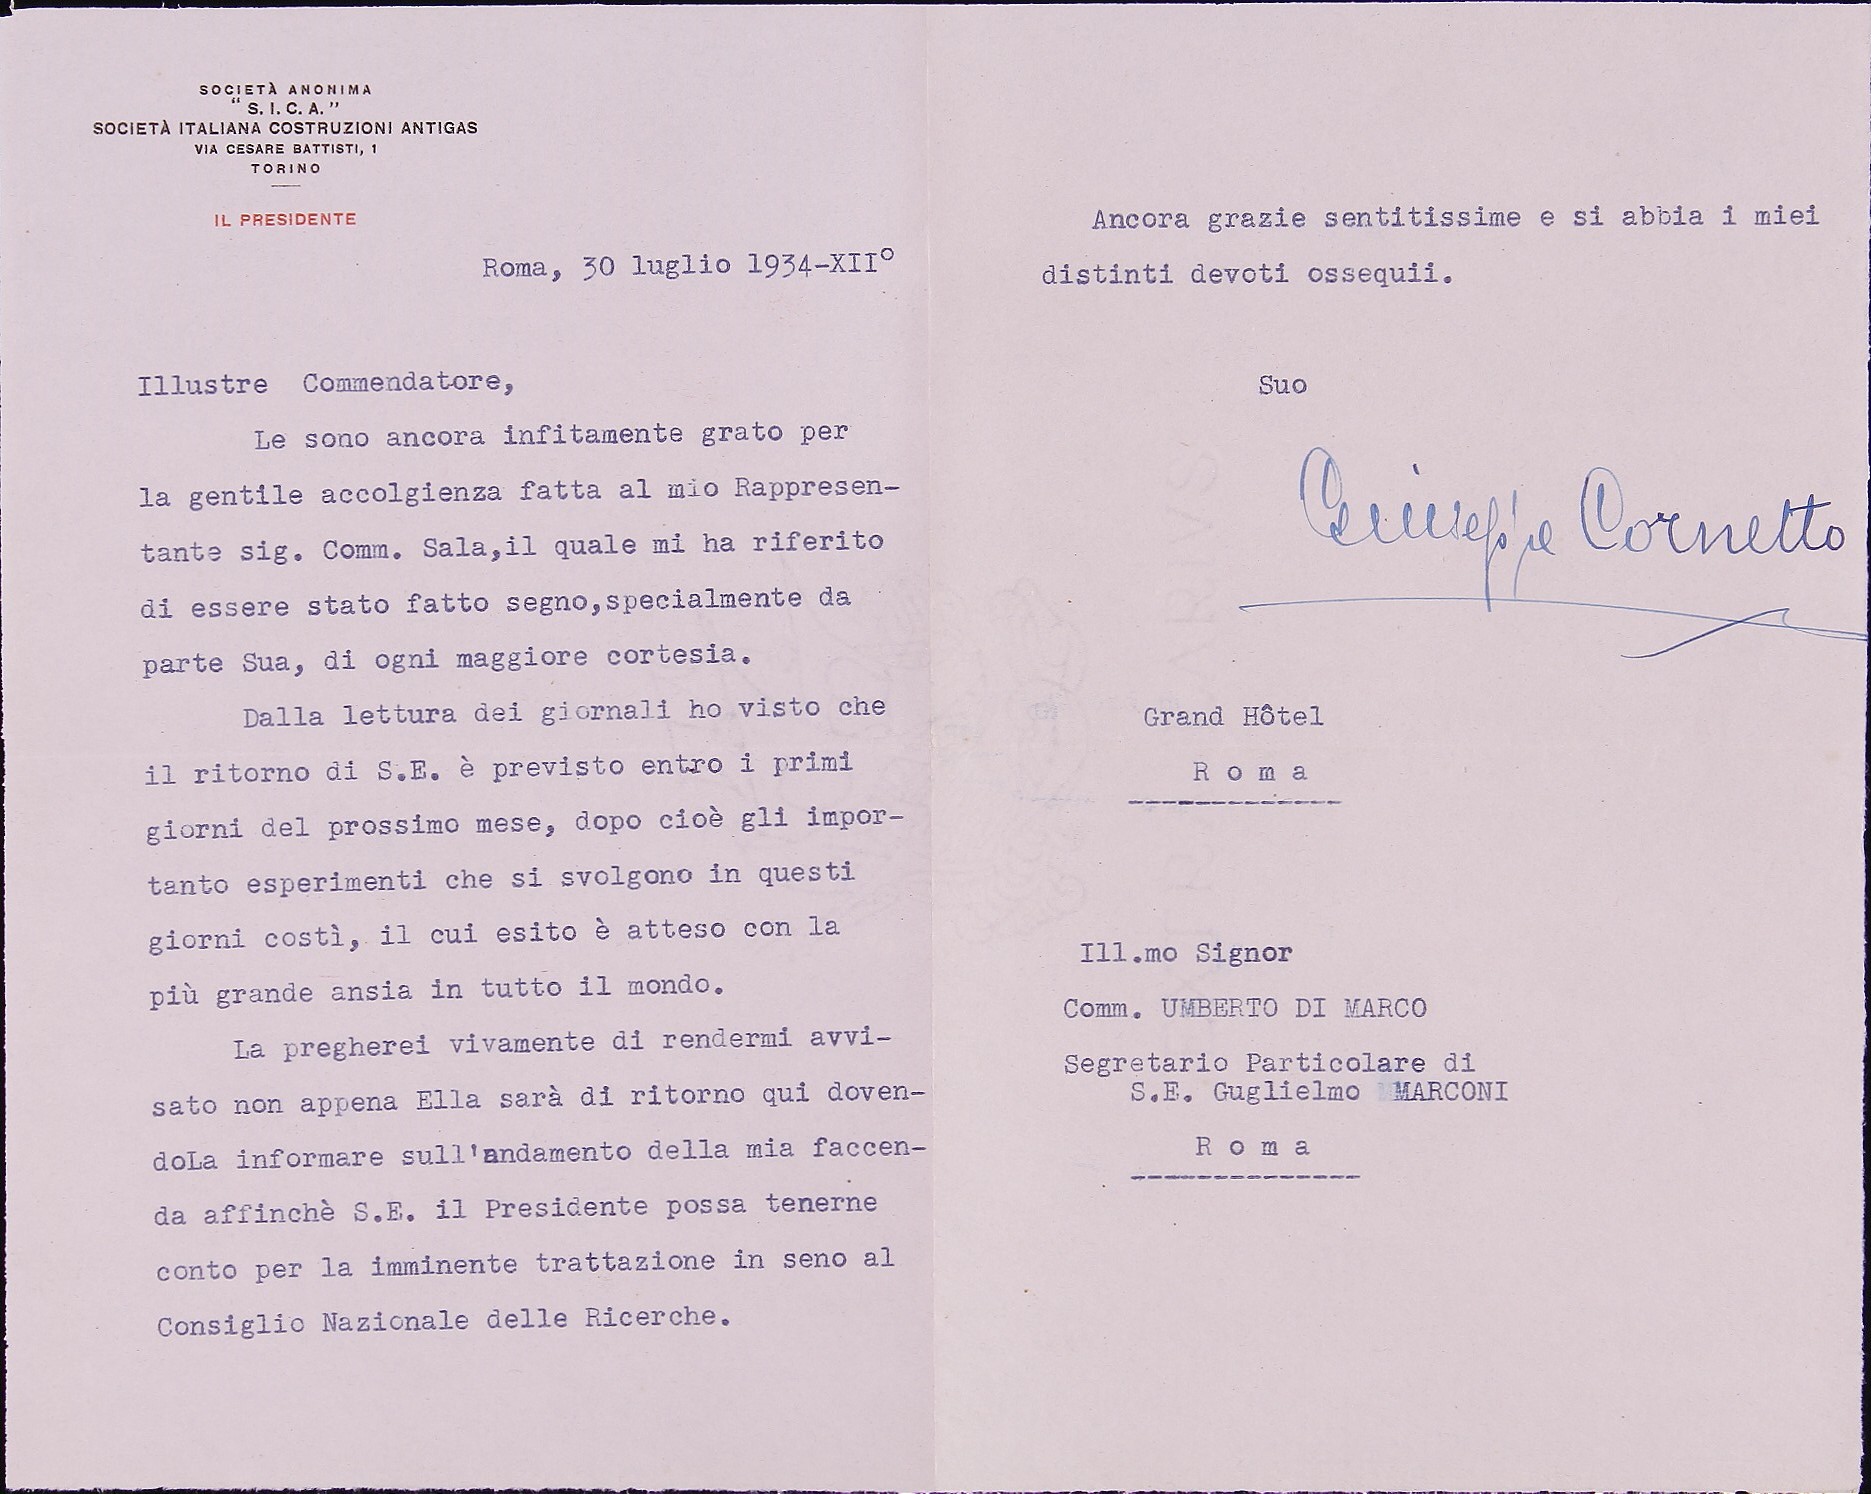 SOCIETÀ ANONIMA
"S. I. C. A."
SOCIETÀ ITALIANA COSTRUZIONI ANTIGAS
VIA CESARE BATTISTI, 1
TORINO
IL PRESIDENTE
Roma, 30 luglio 1934-XII°
Illustre Commendatore,
Le sono ancora infitamente grato per
la gentile accolgienza fatta al mio Rappresen-
tante sig. Comm. Sala,il quale mi ha riferito
di essere stato fatto segno,specialmente da
parte Sua, di ogni maggiore cortesia.
Dalla lettura dei giornali ho visto che
il ritorno di S.E. è previsto entro i primi
giorni del prossimo mese, dopo cioè gli impor-
tanto esperimenti che si svolgono in questi
giorni costì, il cui esito è atteso con la
più grande ansia in tutto il mondo.
La pregherei vivamente di rendermi avvi-
sato non appena Ella sarà di ritorno qui doven-
doLa informare sull'andamento della mia faccen-
da affinchè S.E. il Presidente possa tenerne
conto per la imminente trattazione in seno al
Consiglio Nazionale delle Ricerche.
Ancora grazie sentitissime e si abbia i miei
distinti devoti ossequii.
Suo
Giuseppe Cornetto
Grand Hôtel
R o m a
Ill.mo Signor
Comm. UMBERTO DI MARCO
Segretario Particolare di
S.E. Guglielmo MARCONI
R o m a